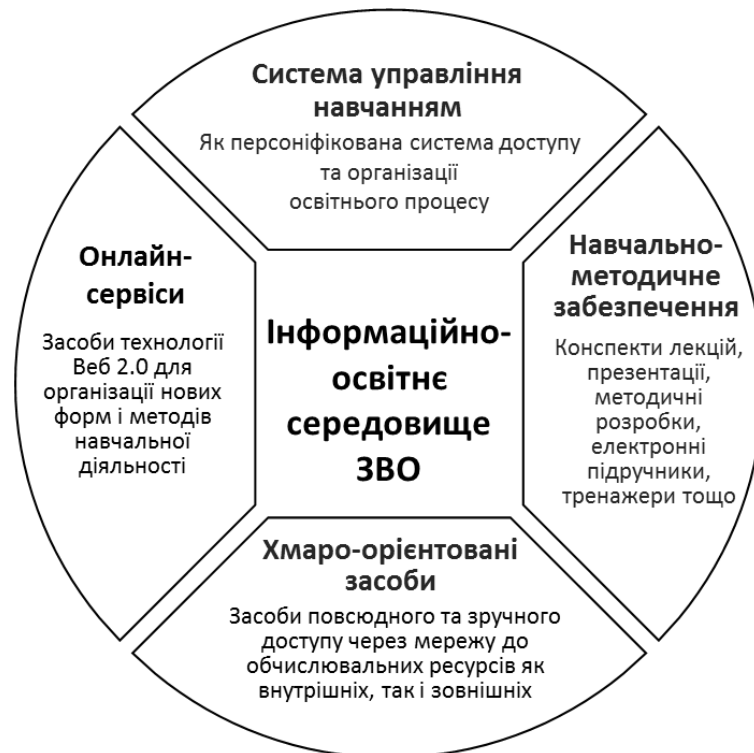 Система управління
навчанням
Як персоніфікована система доступу
та організації
освітнього процесу
Онлайн-
сервіси
Засоби технології
Веб 2.0 для
організації нових
форм і методів
навчальної
діяльності
Інформаційно-
освітнє
середовище
ЗВО
Навчально-
методичне
забезпечення
Конспекти лекцій,
презентації,
методичні
розробки,
електронні
підручники,
тренажери тощо
Хмаро-орієнтовані
засоби
Засоби повсюдного та зручного
доступу через мережу до
обчислювальних ресурсів як
внутрішніх, так і зовнішніх